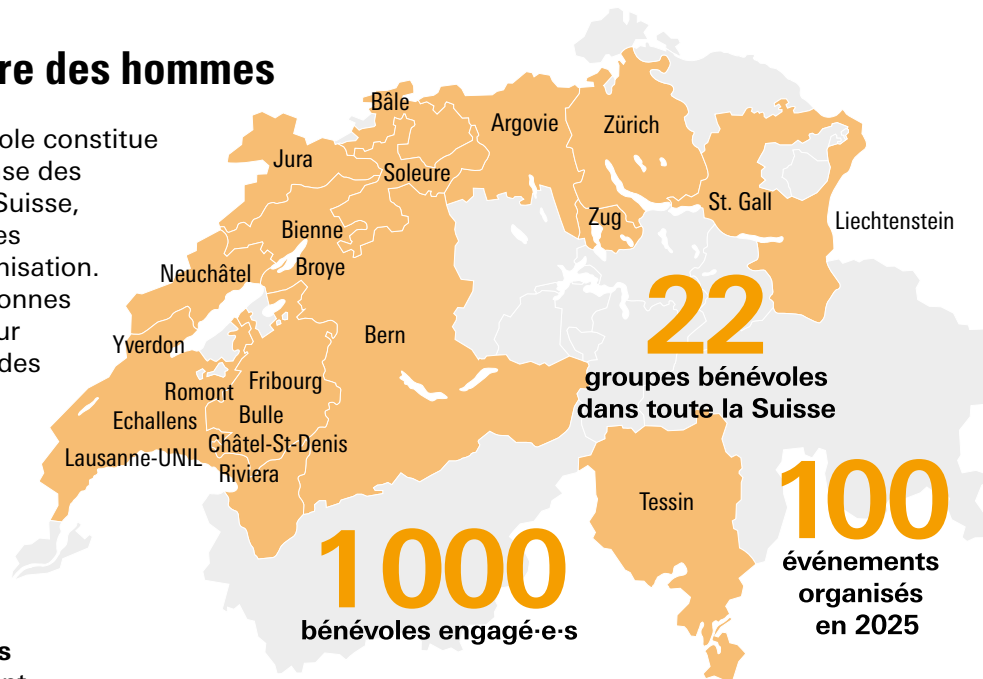 re des hommes
ole constitue
se des
Suisse,
es
nisation.
onnes
ur
des
s
Bâle
Argovie
Zürich
Jura
Soleure
St. Gall
Zug
Liechtenstein
Bienne
Neuchâtel
Broye
Bern
Yverdon
Fribourg
Romont
Echallens
Bulle
Châtel-St-Denis
Lausanne-UNIL
Riviera
Tessin
22
groupes bénévoles
dans toute la Suisse
1000
bénévoles engagé·e·s
100
événements
organisés
en 2025